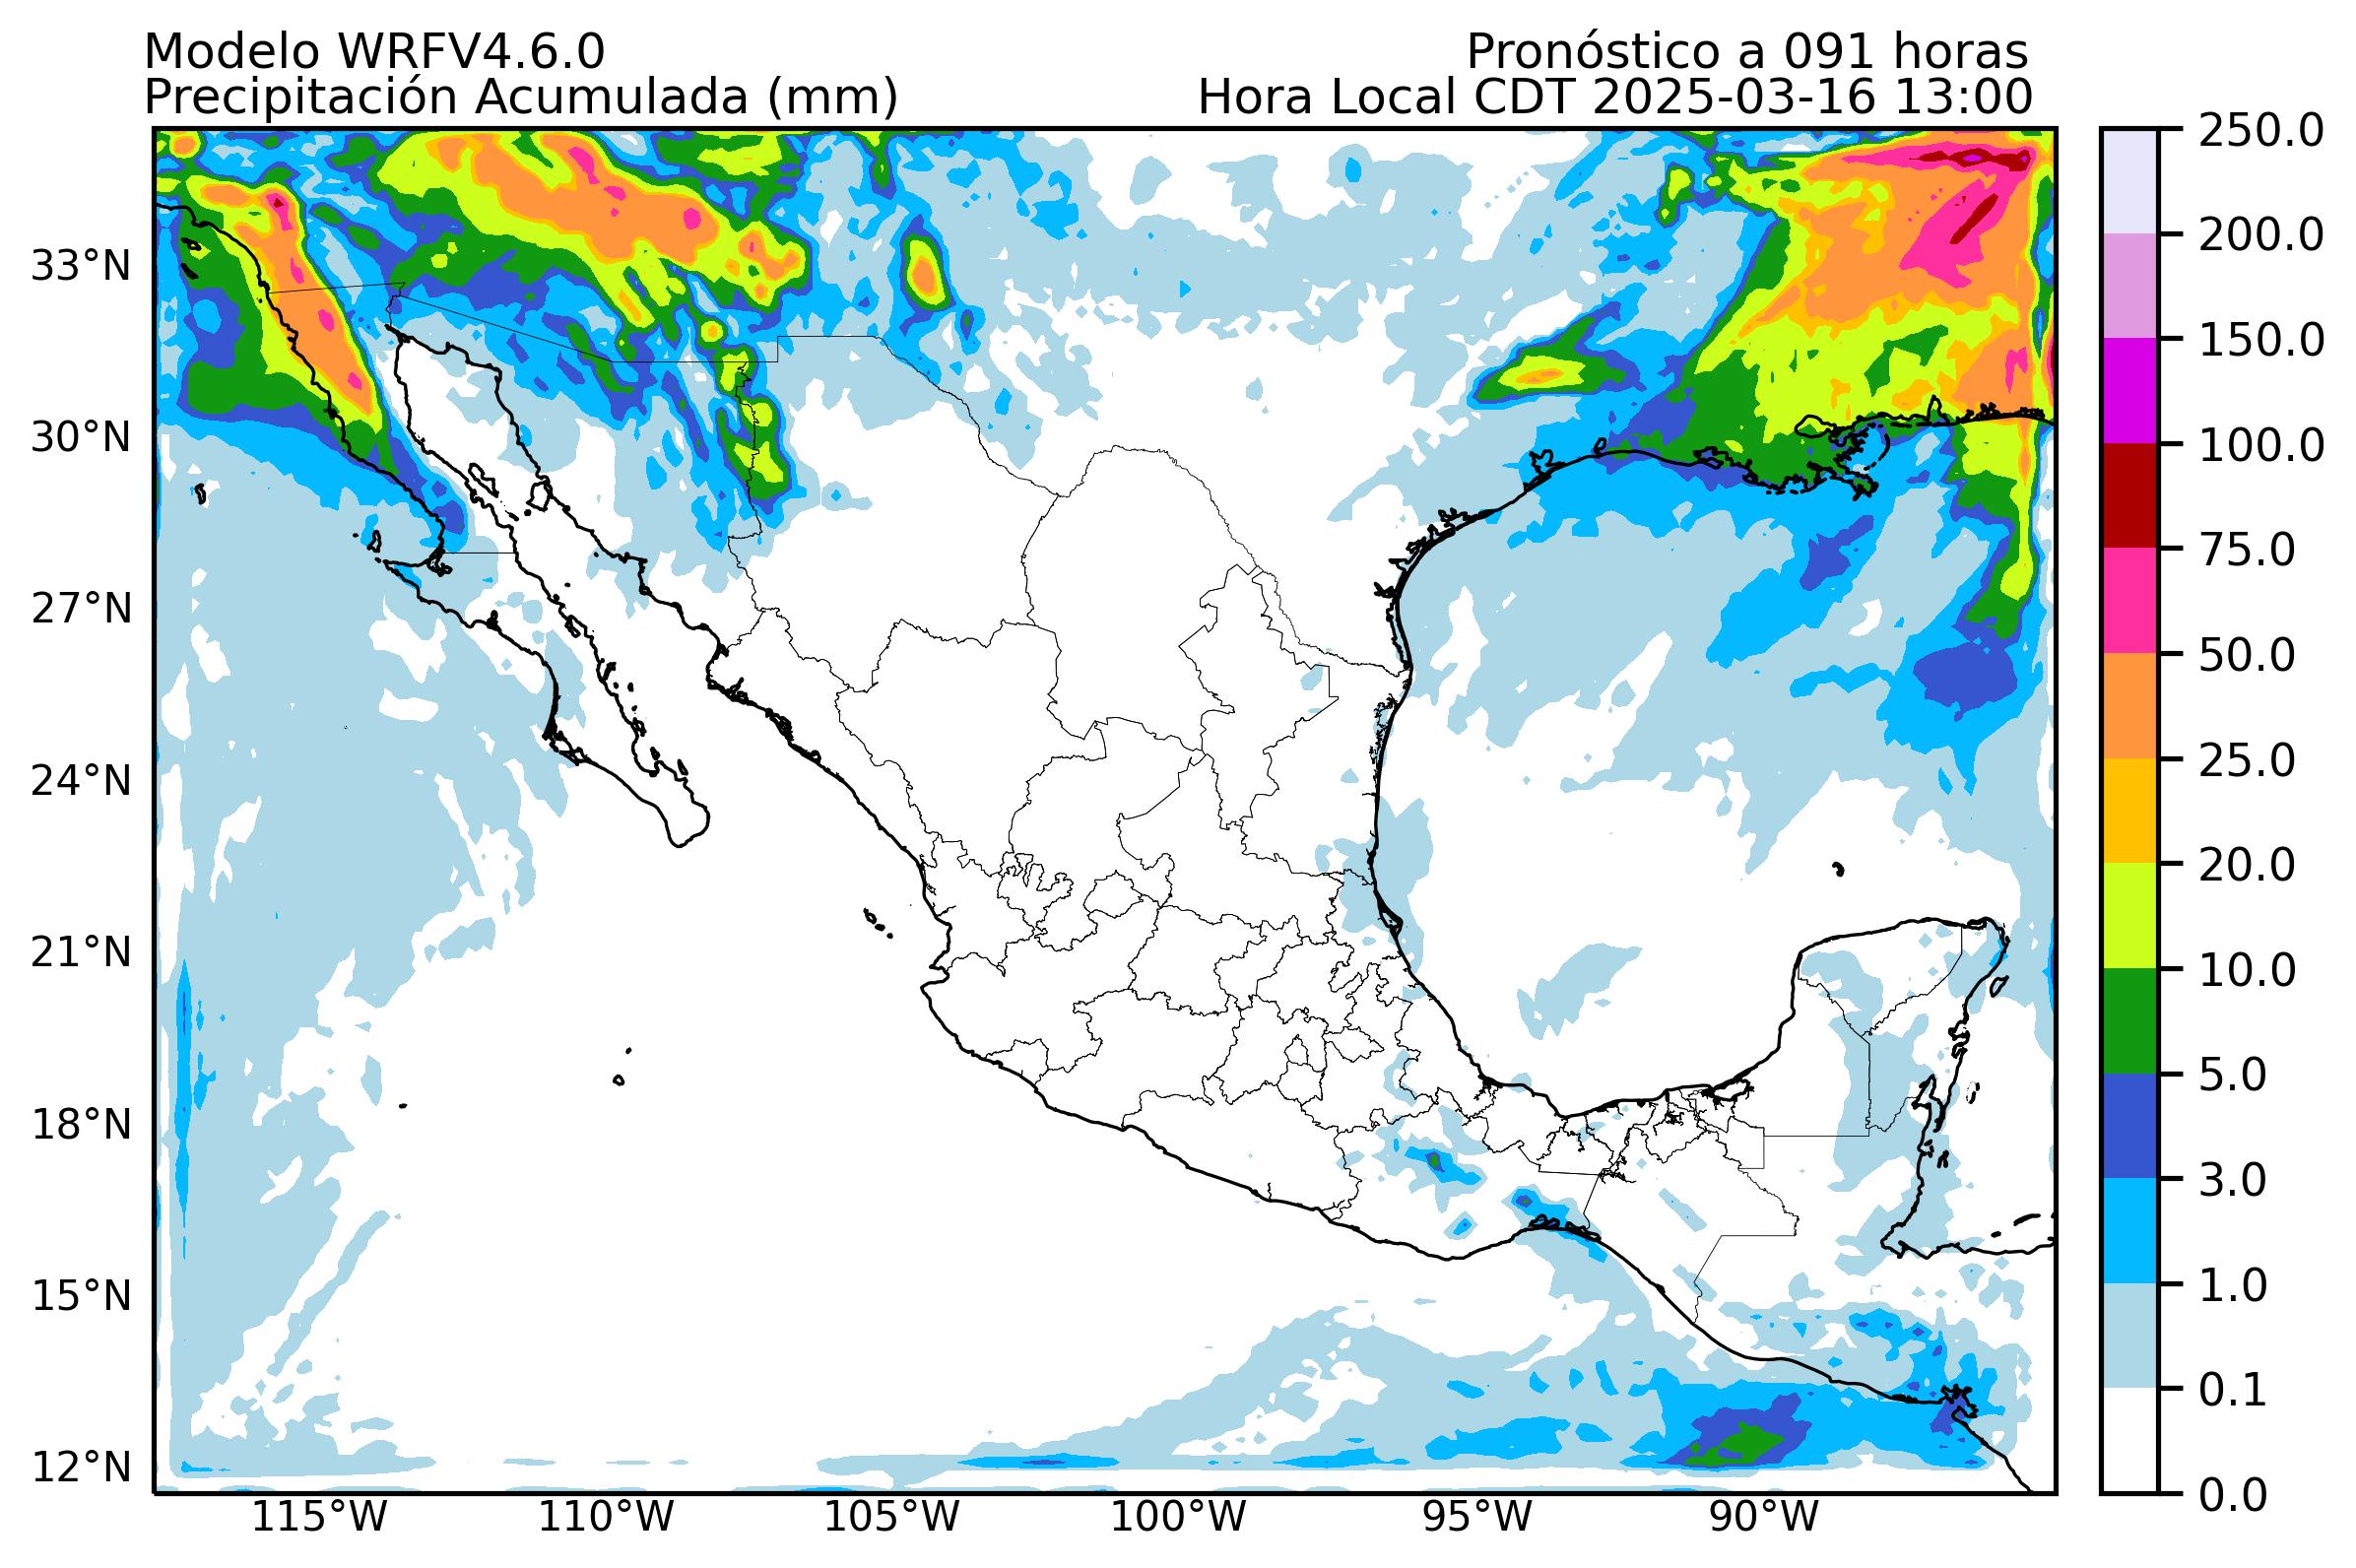 Modelo WRFV4.6.0
Pronóstico a 091 horas
Precipitación Acumulada (mm)
Hora Local CDT 2025-03-16 13:00
33°N
30°N
27°N
24°N
21°N
18°N
15°N
12°N
115°W
110°W
105°W
100°W
95°W
90°W
250.0
200.0
150.0
100.0
75.0
50.0
25.0
20.0
10.0
5.0
3.0
1.0
0.1
0.0